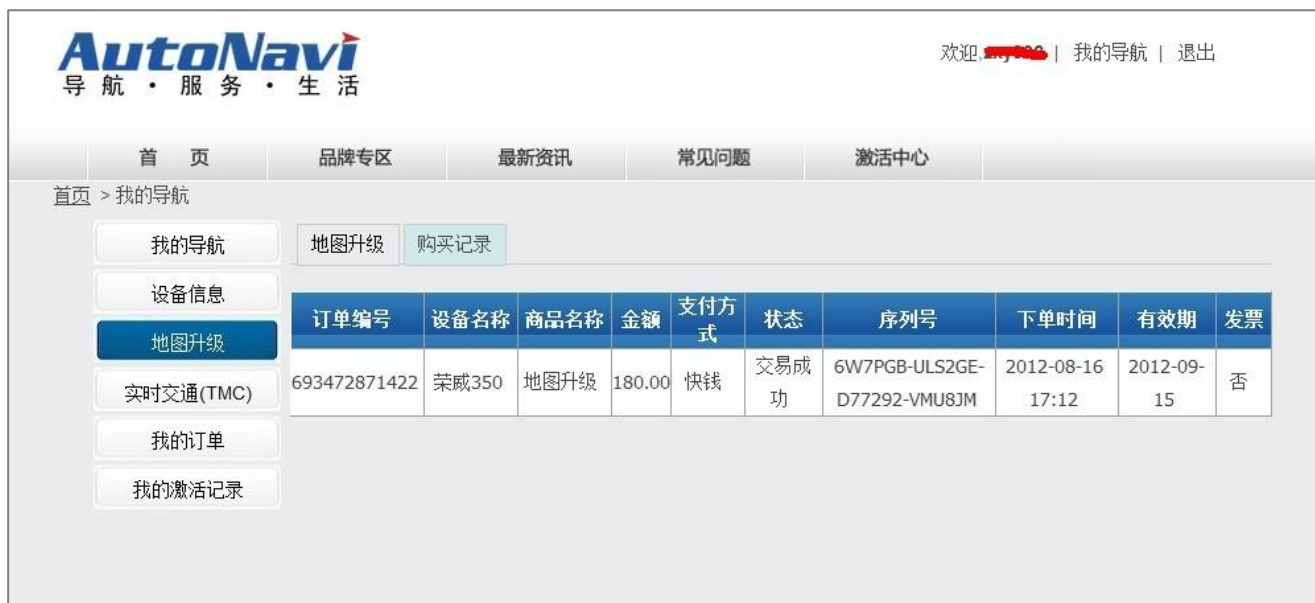 AutoNavi
导航·服务·生活
欢迎, | 我的导航 | 退出
首 页 品牌专区 最新资讯 常见问题 激活中心
首页 > 我的导航
我的导航
设备信息
地图升级
实时交通(TMC)
我的订单
我的激活记录
地图升级 购买记录
订单编号 设备名称 商品名称 金额 支付方式 状态 序列号 下单时间 有效期 发票
693472871422 荣威350 地图升级 180.00 快钱 交易成功 6W7PGB-ULS2GE-D77292-VMU8JM 2012-08-16 17:12 2012-09-15 否